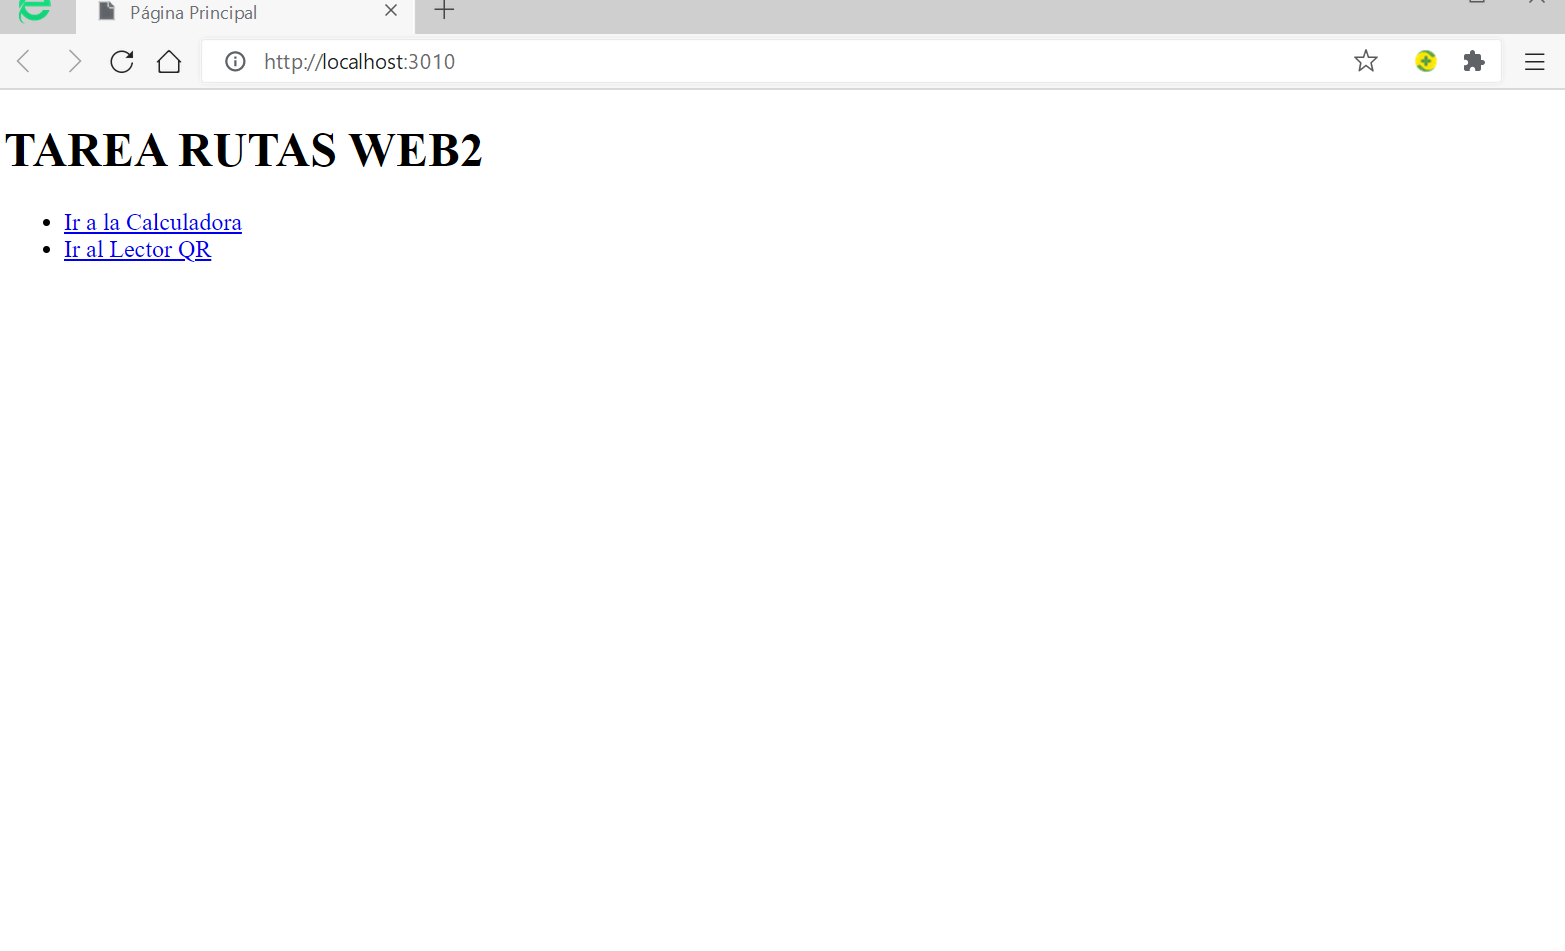 Página Principal
http://localhost:3010
TAREA RUTAS WEB2
Ir a la Calculadora
Ir al Lector QR